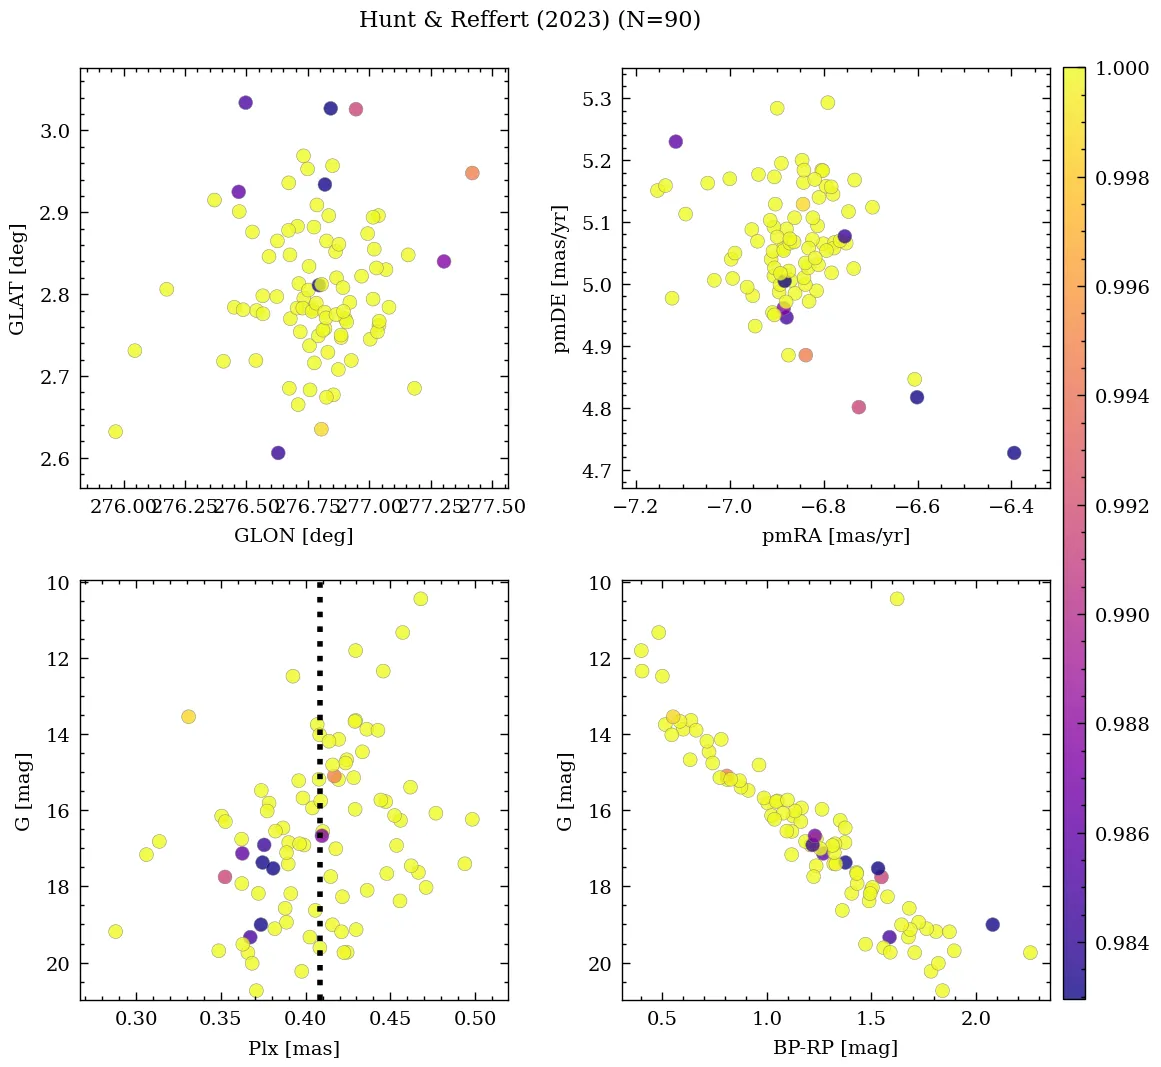 Hunt & Reffert (2023) (N=90)
3.0
2.9
2.8
2.7
2.6
GLAT [deg]
276.00 276.25 276.50 276.75 277.00 277.25 277.50
GLON [deg]
5.3
5.2
5.1
5.0
4.9
4.8
4.7
pmDE [mas/yr]
−7.2 −7.0 −6.8 −6.6 −6.4
pmRA [mas/yr]
10
12
14
16
18
20
G [mag]
0.30 0.35 0.40 0.45 0.50
Plx [mas]
10
12
14
16
18
20
G [mag]
0.5 1.0 1.5 2.0
BP-RP [mag]
1.000
0.998
0.996
0.994
0.992
0.990
0.988
0.986
0.984